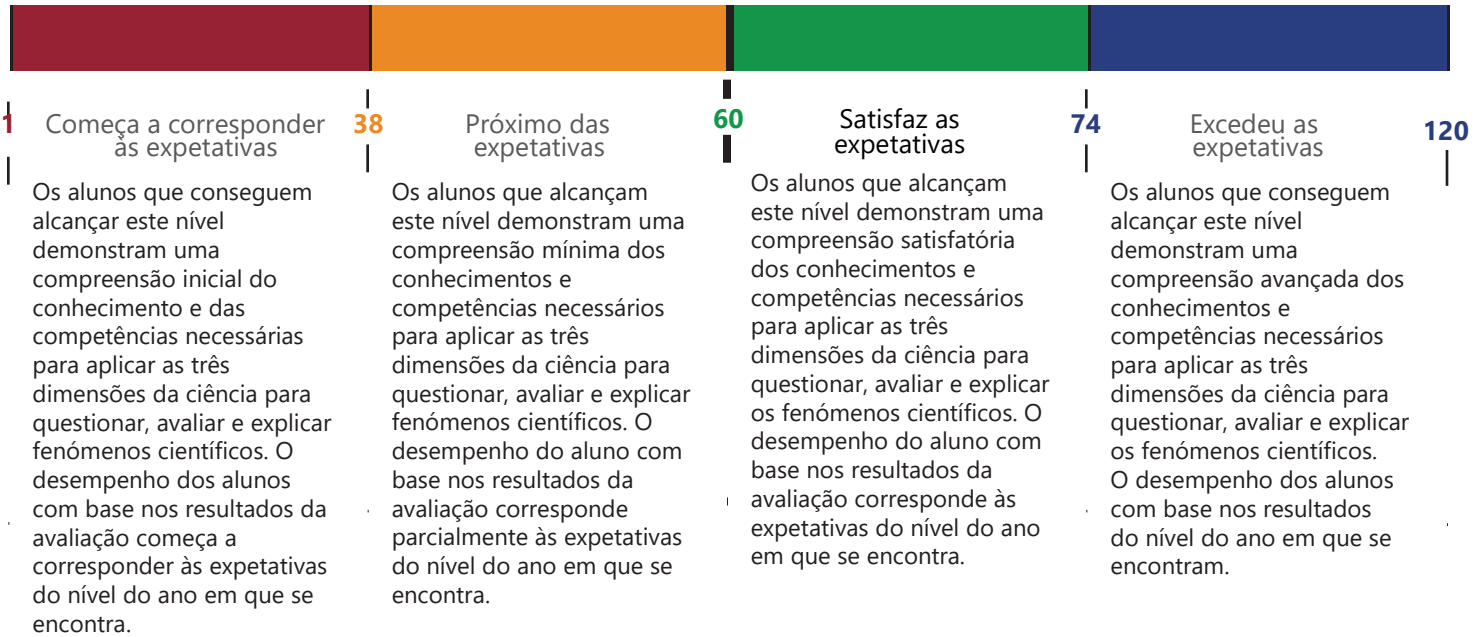 1
Começa a corresponder
às expetativas
38
Próximo das
expetativas
60
Satisfaz as
expetativas
74
Excedeu as
expetativas
120
Os alunos que conseguem
alcançar este nível
demonstram uma
compreensão inicial do
conhecimento e das
competências necessárias
para aplicar as três
dimensões da ciência para
questionar, avaliar e explicar
fenómenos científicos. O
desempenho dos alunos
com base nos resultados da
avaliação começa a
corresponder às expetativas
do nível do ano em que se
encontra.
Os alunos que alcançam
este nível demonstram uma
compreensão mínima dos
conhecimentos e
competências necessários
para aplicar as três
dimensões da ciência para
questionar, avaliar e explicar
fenómenos científicos. O
desempenho do aluno com
base nos resultados da
avaliação corresponde
parcialmente às expetativas
do nível do ano em que se
encontra.
Os alunos que alcançam
este nível demonstram uma
compreensão satisfatória
dos conhecimentos e
competências necessários
para aplicar as três
dimensões da ciência para
questionar, avaliar e explicar
os fenómenos científicos. O
desempenho do aluno com
base nos resultados da
avaliação corresponde às
expetativas do nível do ano
em que se encontra.
Os alunos que conseguem
alcançar este nível
demonstram uma
compreensão avançada dos
conhecimentos e
competências necessários
para aplicar as três
dimensões da ciência para
questionar, avaliar e explicar
os fenómenos científicos.
O desempenho dos alunos
com base nos resultados
do nível do ano em que se
encontram.